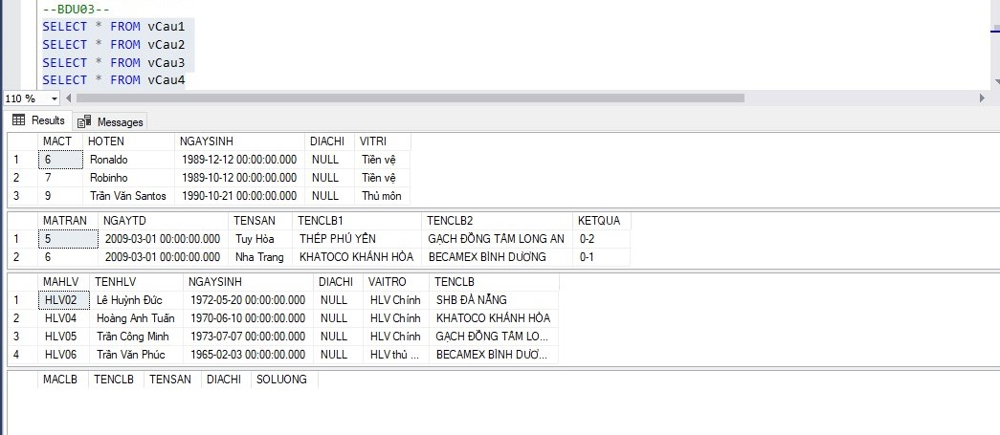 --BDU03--
SELECT * FROM vCau1
SELECT * FROM vCau2
SELECT * FROM vCau3
SELECT * FROM vCau4
110 %
Results Messages
MACT HOTEN NGAYSINH DIACHI VITRI
1 6 Ronaldo 1989-12-12 00:00:00.000 NULL Tiền vệ
2 7 Robinho 1989-10-12 00:00:00.000 NULL Tiền vệ
3 9 Trần Văn Santos 1990-10-21 00:00:00.000 NULL Thủ môn
MATRAN NGAYTD TENSAN TENCLB1 TENCLB2 KETQUA
1 5 2009-03-01 00:00:00.000 Tuy Hòa THÉP PHÚ YÊN GẠCH ĐỒNG TÂM LONG AN 0-2
2 6 2009-03-01 00:00:00.000 Nha Trang KHATOCO KHÁNH HÒA BECAMEX BÌNH DƯƠNG 0-1
MAHLV TENHLV NGAYSINH DIACHI VAITRO TENCLB
1 HLV02 Lê Huỳnh Đức 1972-05-20 00:00:00.000 NULL HLV Chính SHB ĐÀ NẴNG
2 HLV04 Hoàng Anh Tuấn 1970-06-10 00:00:00.000 NULL HLV Chính KHATOCO KHÁNH HÒA
3 HLV05 Trần Công Minh 1973-07-07 00:00:00.000 NULL HLV Chính GẠCH ĐỒNG TÂM LO...
4 HLV06 Trần Văn Phúc 1965-02-03 00:00:00.000 NULL HLV thủ ... BECAMEX BÌNH DƯƠ...
MACLB TENCLB TENSAN DIACHI SOLUONG